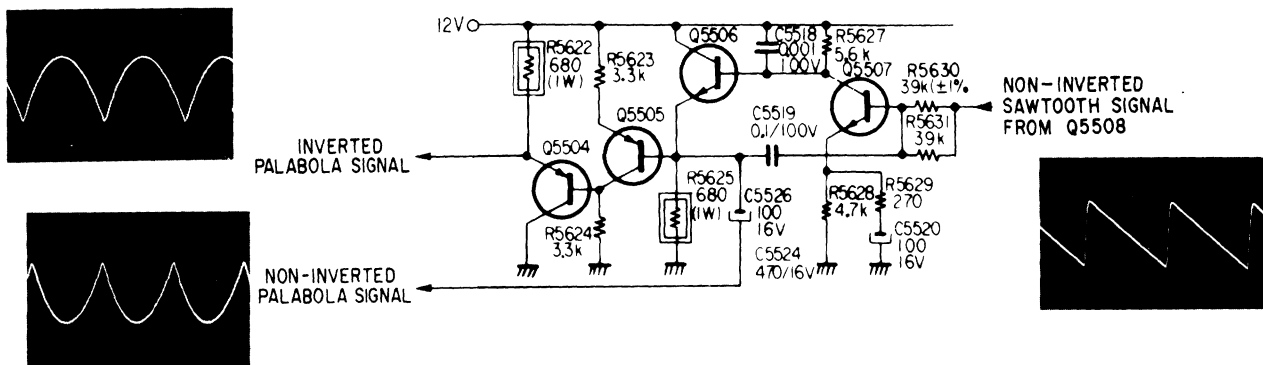 12V
R5622
680
(1W)
R5623
3.3k
Q5506
C5518
0.001
100V
R5627
5.6k
Q5507
R5630
39k(±1%
R5631
39k
NON-INVERTED
SAWTOOTH SIGNAL
FROM Q5508
C5519
0.1/100V
Q5505
Q5504
INVERTED
PALABOLA SIGNAL
R5625
680
(1W)
C5526
100
16V
R5628
4.7k
R5629
270
C5520
100
16V
R5624
3.3k
C5524
470/16V
NON-INVERTED
PALABOLA SIGNAL